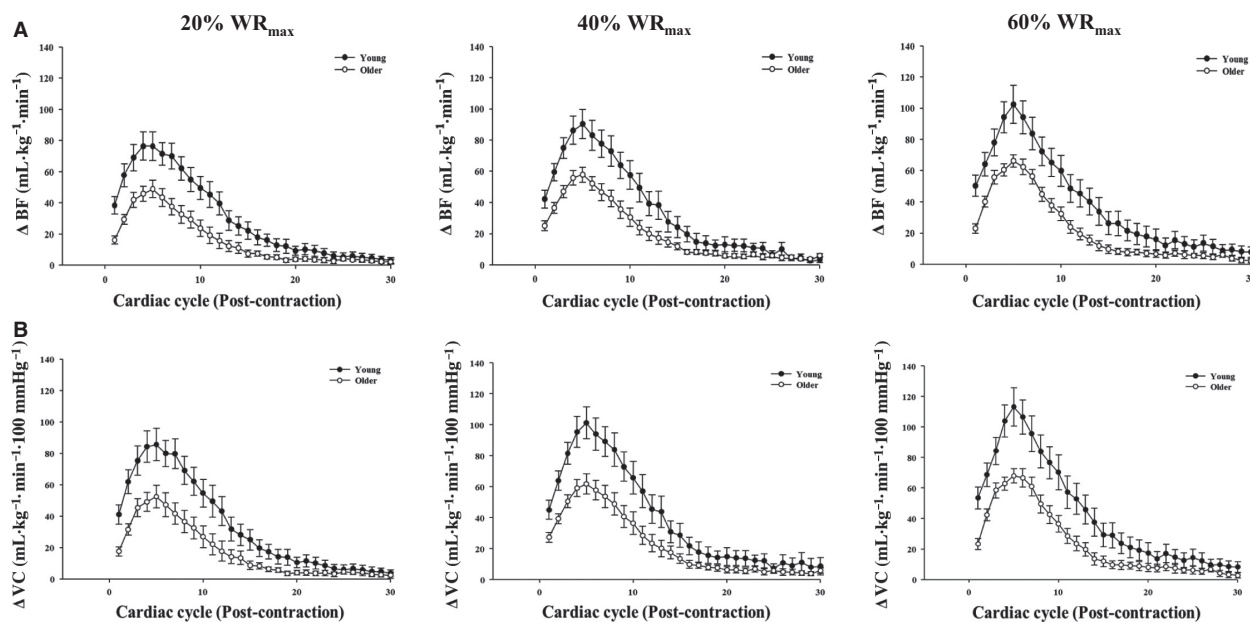 A
20% WRmax
40% WRmax
60% WRmax
Δ BF (mL·kg⁻¹·min⁻¹)
140
120
100
80
60
40
20
0
0 10 20 30
Young
Older
Cardiac cycle (Post-contraction)
Δ BF (mL·kg⁻¹·min⁻¹)
140
120
100
80
60
40
20
0
0 10 20 30
Young
Older
Cardiac cycle (Post-contraction)
Δ BF (mL·kg⁻¹·min⁻¹)
140
120
100
80
60
40
20
0
0 10 20 30
Young
Older
Cardiac cycle (Post-contraction)
B
Δ VC (mL·kg⁻¹·min⁻¹·100 mmHg⁻¹)
140
120
100
80
60
40
20
0
0 10 20 30
Young
Older
Cardiac cycle (Post-contraction)
Δ VC (mL·kg⁻¹·min⁻¹·100 mmHg⁻¹)
140
120
100
80
60
40
20
0
0 10 20 30
Young
Older
Cardiac cycle (Post-contraction)
Δ VC (mL·kg⁻¹·min⁻¹·100 mmHg⁻¹)
140
120
100
80
60
40
20
0
0 10 20 30
Young
Older
Cardiac cycle (Post-contraction)